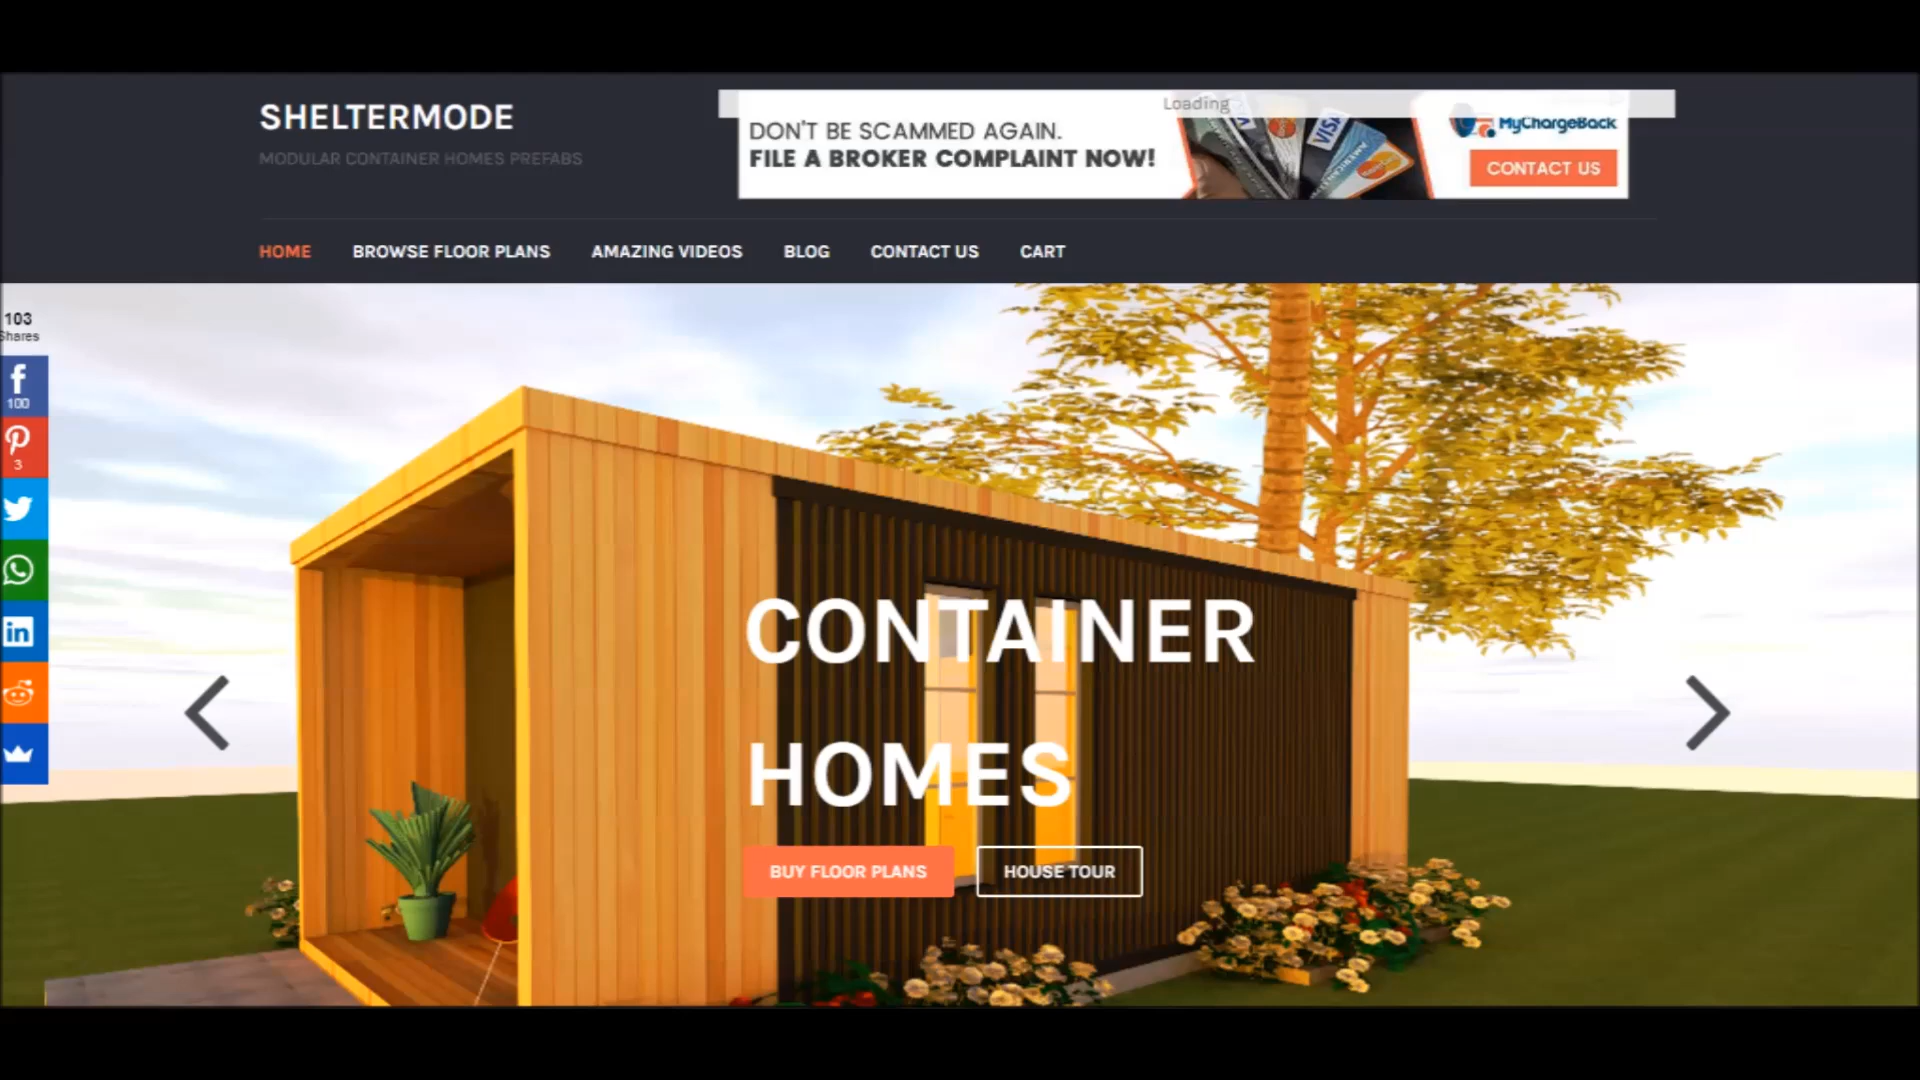 SHELTERMODE
MODULAR CONTAINER HOMES PREFABS
Loading
DON'T BE SCAMMED AGAIN.
FILE A BROKER COMPLAINT NOW!
VISA
AMERICAN
MyChargeBack
CONTACT US
HOME BROWSE FLOOR PLANS AMAZING VIDEOS BLOG CONTACT US CART
103
Shares
100
3
CONTAINER
HOMES
BUY FLOOR PLANS HOUSE TOUR